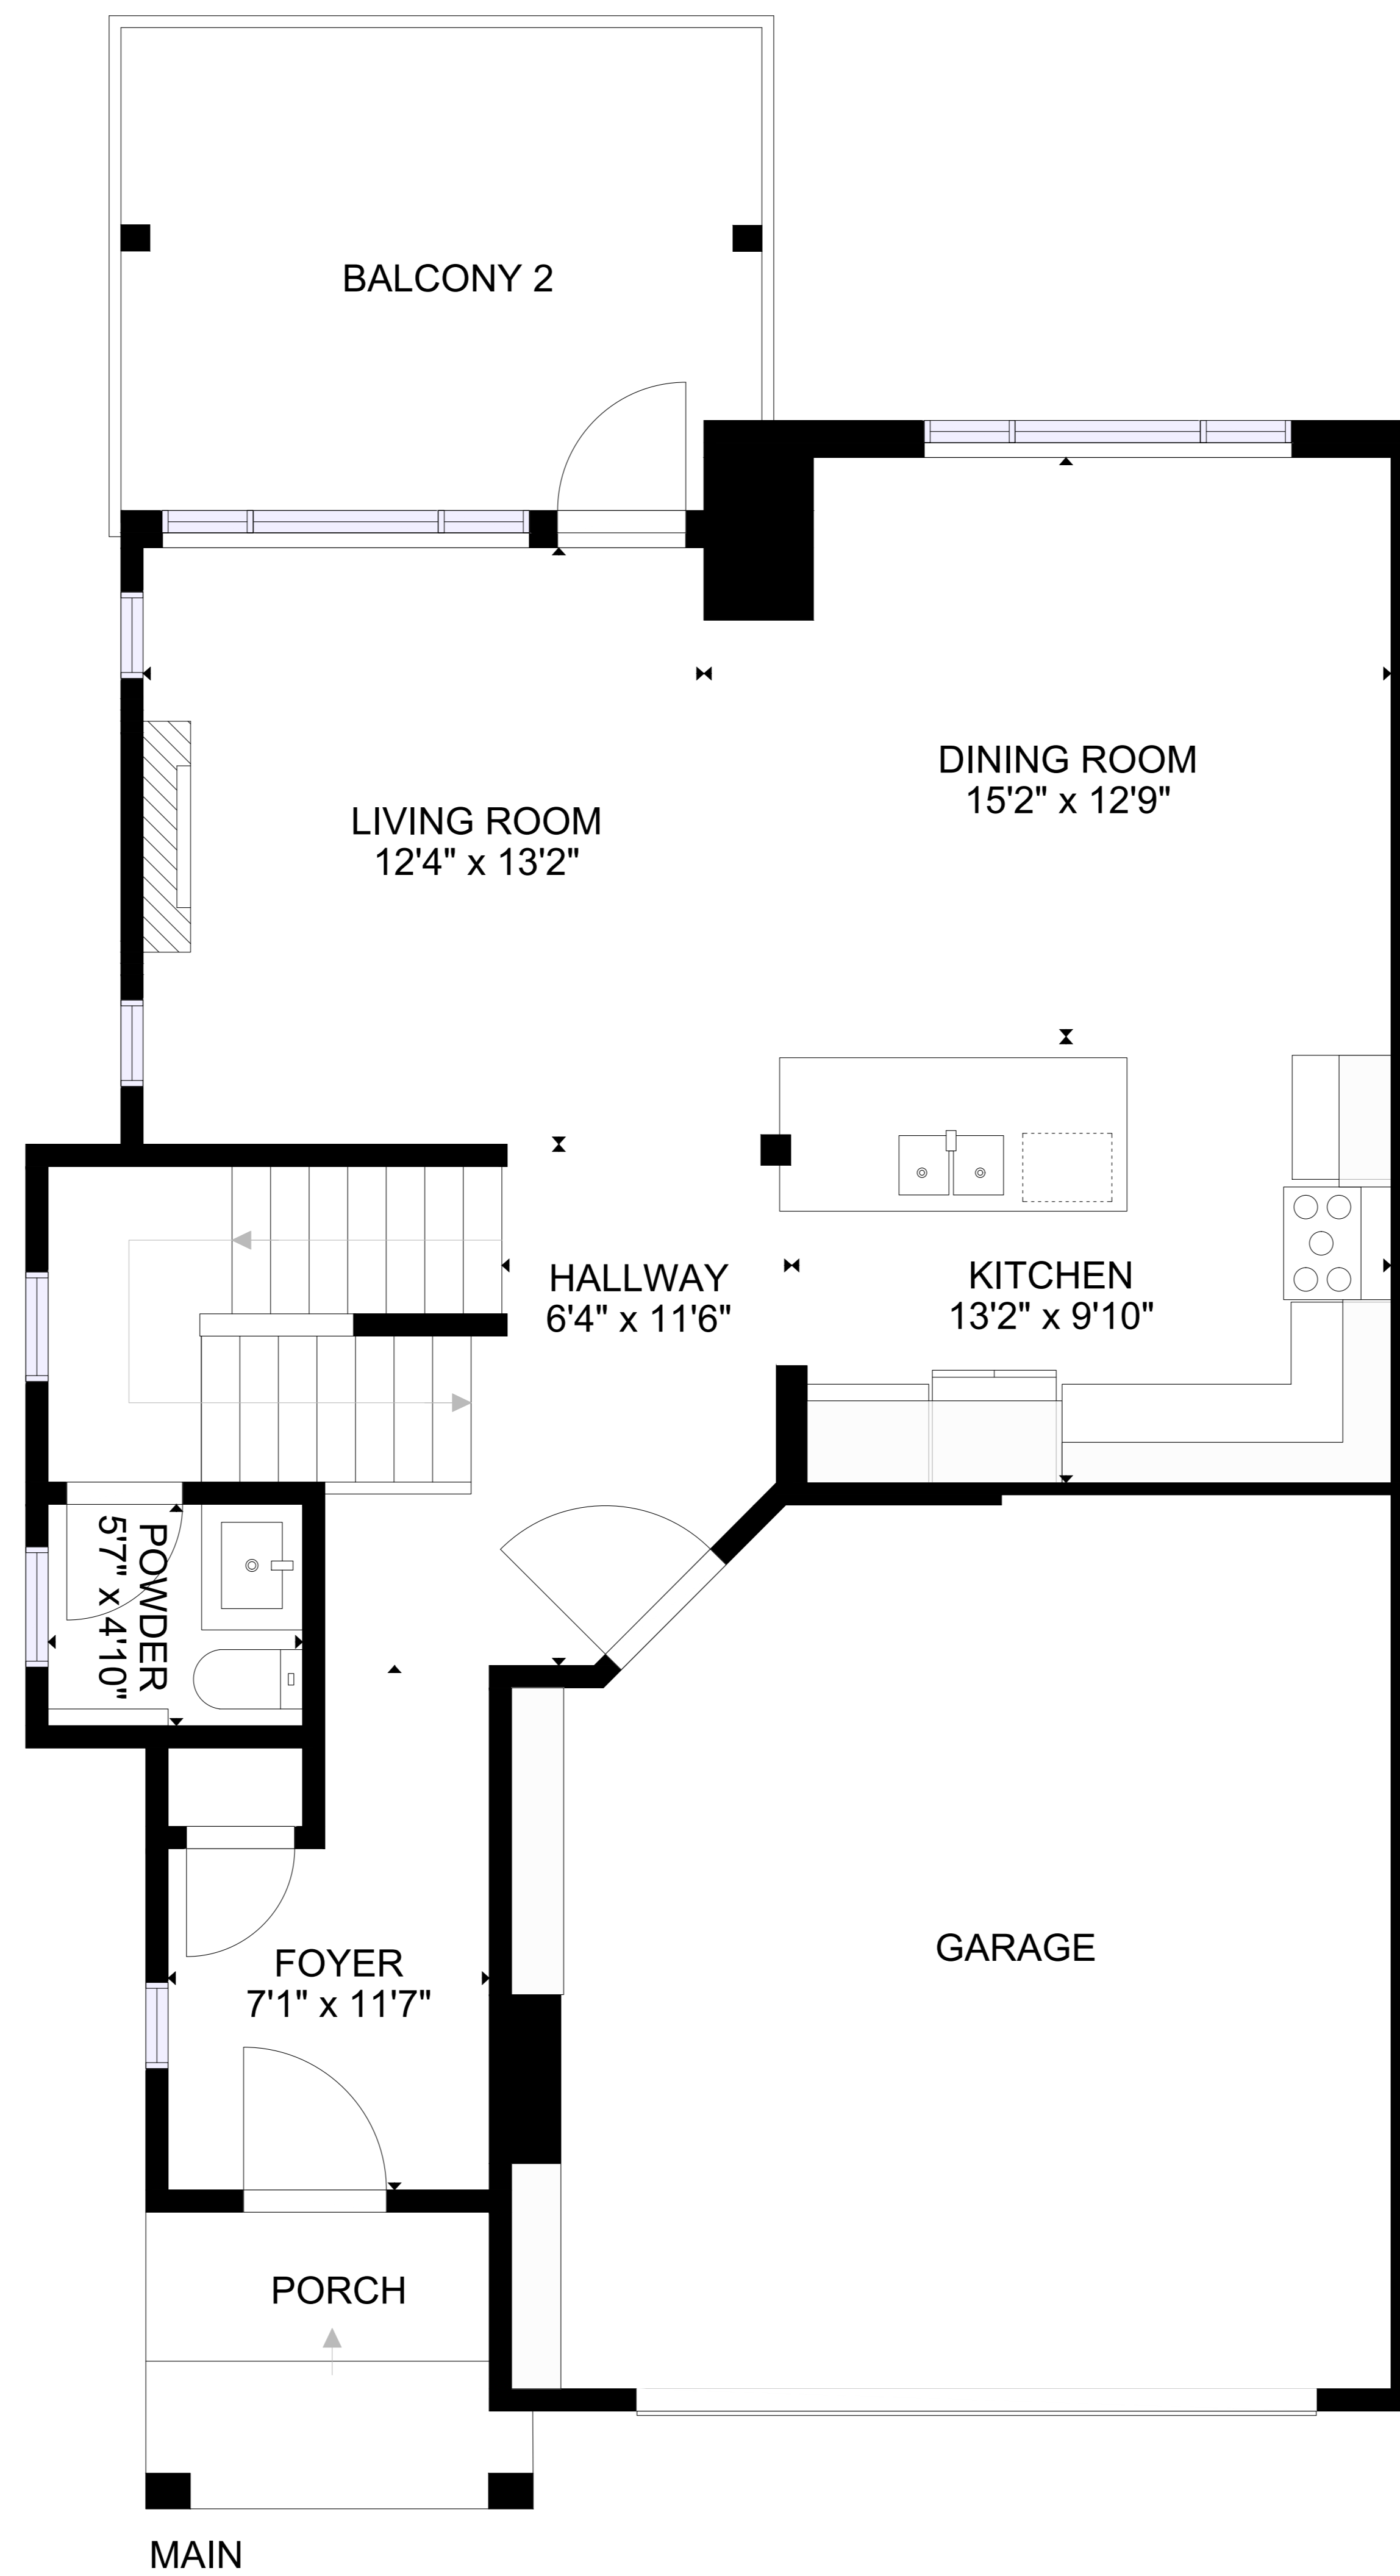 BALCONY 2
DINING ROOM
15'2" x 12'9"
LIVING ROOM
12'4" x 13'2"
HALLWAY
6'4" x 11'6"
KITCHEN
13'2" x 9'10"
POWDER
5'7" x 4'10"
GARAGE
FOYER
7'1" x 11'7"
PORCH
MAIN